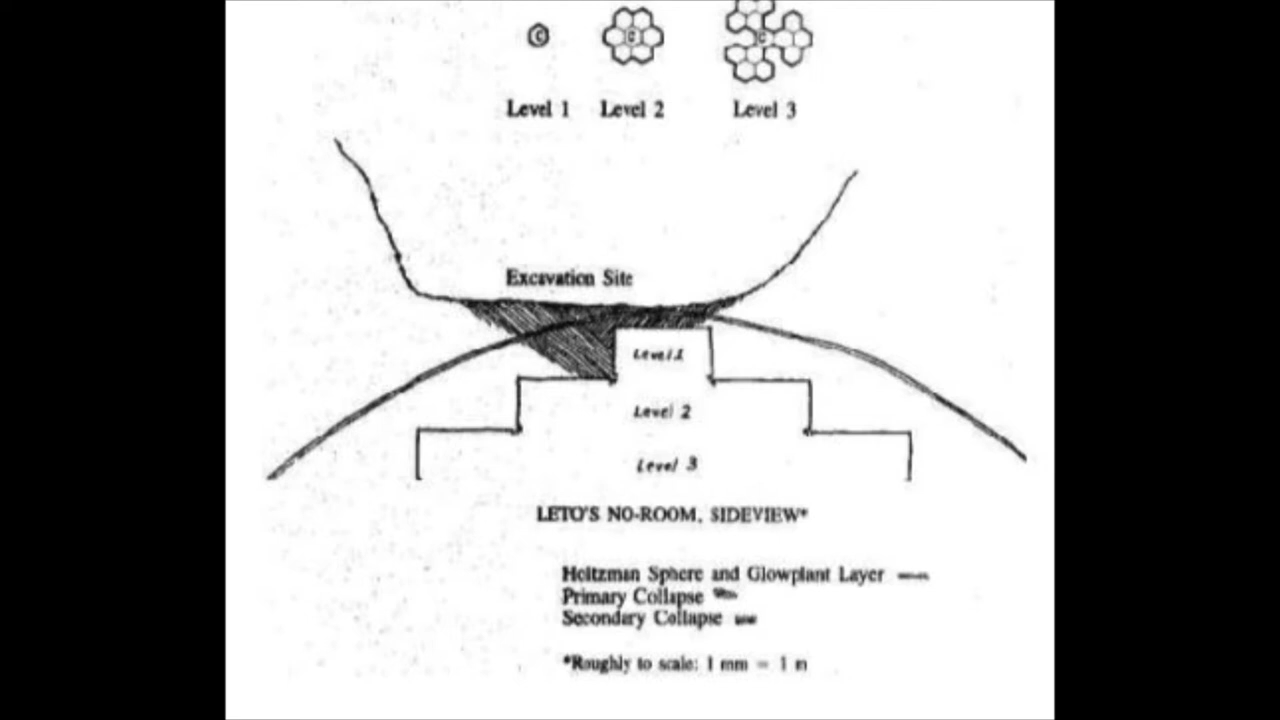 C C C
Level 1 Level 2 Level 3
Excavation Site
Level 1
Level 2
Level 3
LETO'S NO-ROOM, SIDEVIEW*
Holtzman Sphere and Glowplant Layer
Primary Collapse
Secondary Collapse
*Roughly to scale: 1 mm = 1 m